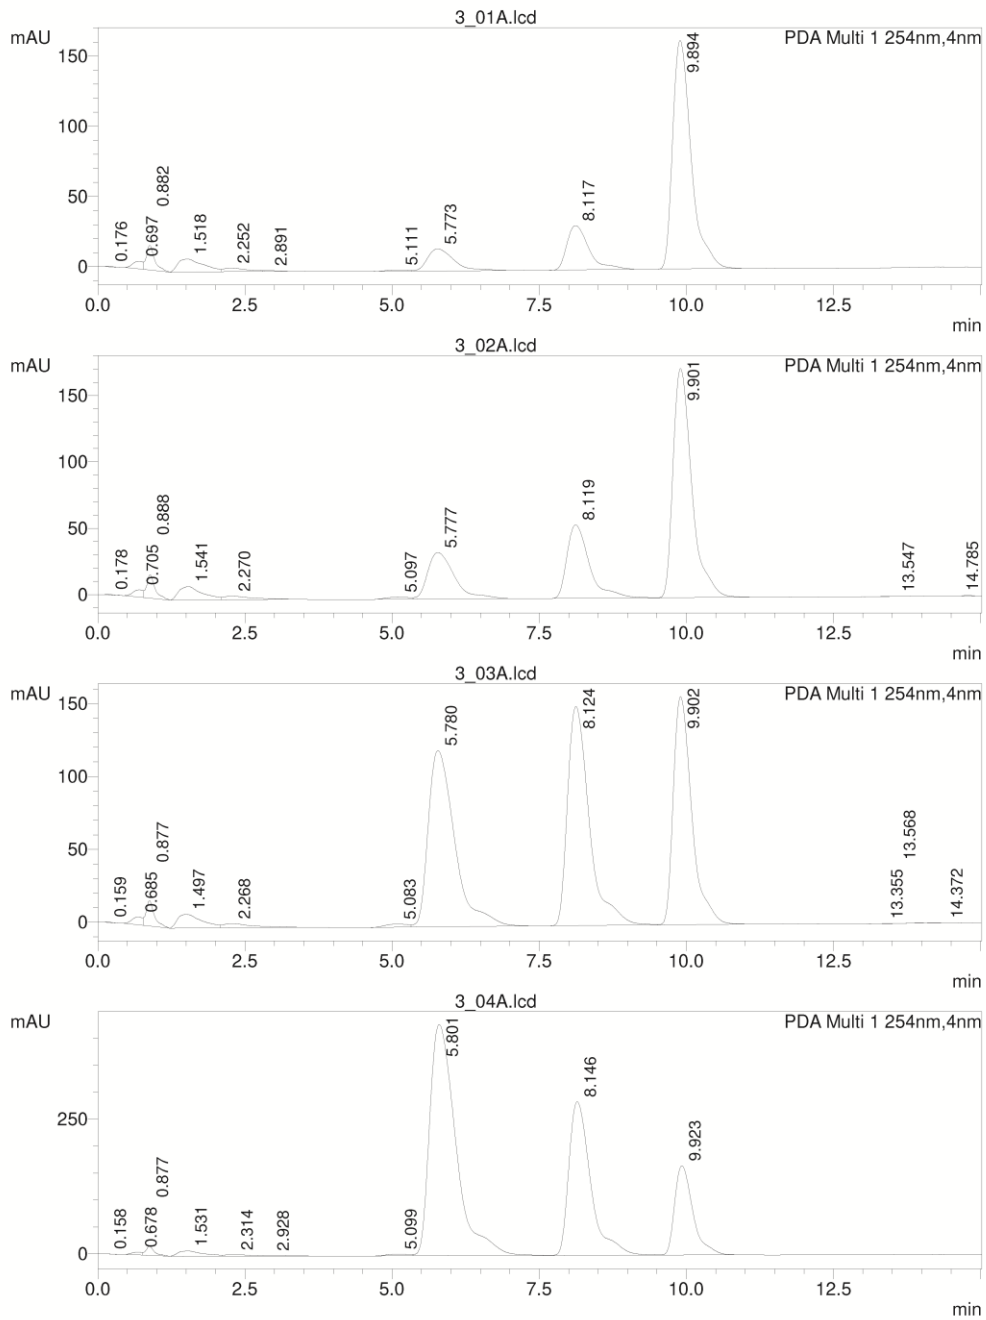 3_01A.lcd
mAU
PDA Multi 1 254nm,4nm
150
100
50
0
0.176
0.697
0.882
1.518
2.252
2.891
5.111
5.773
8.117
9.894
0.0 2.5 5.0 7.5 10.0 12.5
min
3_02A.lcd
mAU
PDA Multi 1 254nm,4nm
150
100
50
0
0.178
0.705
0.888
1.541
2.270
5.097
5.777
8.119
9.901
13.547
14.785
0.0 2.5 5.0 7.5 10.0 12.5
min
3_03A.lcd
mAU
PDA Multi 1 254nm,4nm
150
100
50
0
0.159
0.685
0.877
1.497
2.268
5.083
5.780
8.124
9.902
13.355
13.568
14.372
0.0 2.5 5.0 7.5 10.0 12.5
min
3_04A.lcd
mAU
PDA Multi 1 254nm,4nm
250
0
0.158
0.678
0.877
1.531
2.314
2.928
5.099
5.801
8.146
9.923
0.0 2.5 5.0 7.5 10.0 12.5
min